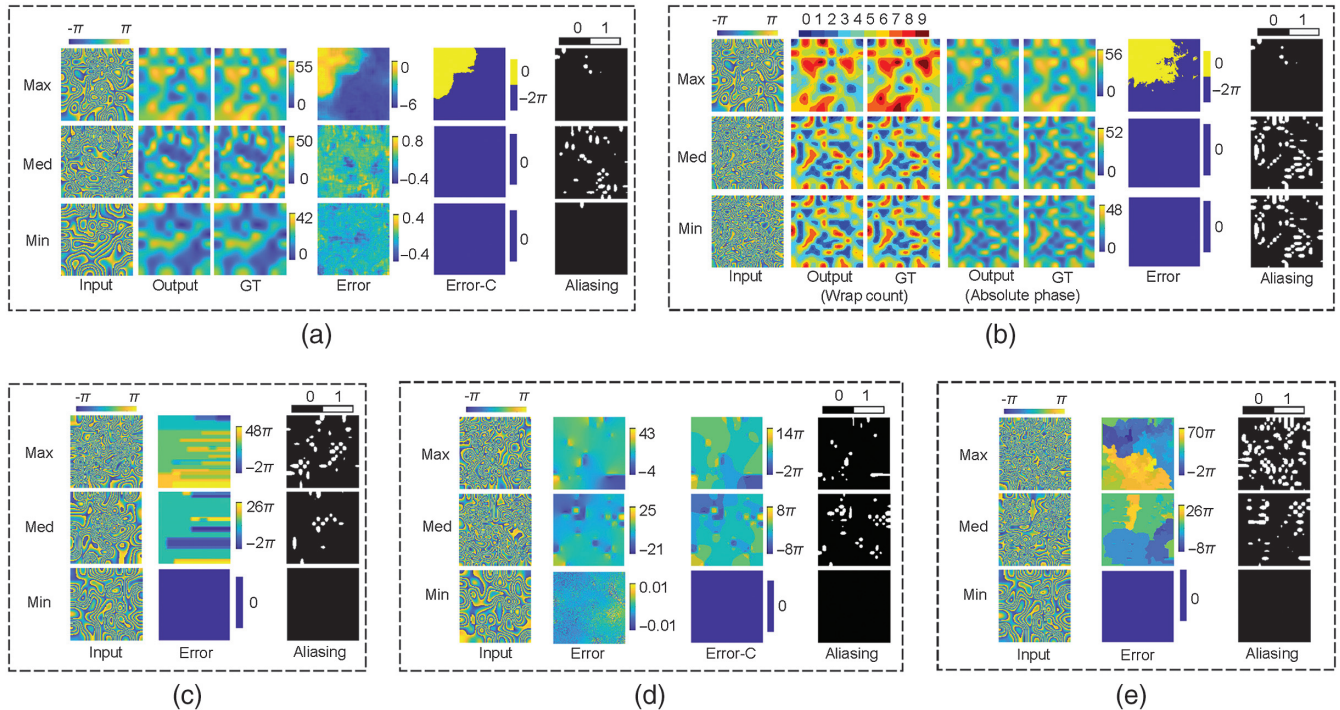 -π π
0 1
Max
55
0
0
-6
0
-2π
Med
50
0
0.8
-0.4
0
Min
42
0
0.4
-0.4
0
Input Output GT Error Error-C Aliasing
(a)
-π π
0 1 2 3 4 5 6 7 8 9
0 1
Max
56
0
0
-2π
Med
52
0
0
Min
48
0
0
Input Output GT Output GT Error Aliasing
(Wrap count) (Absolute phase)
(b)
-π π
0 1
Max
48π
-2π
Med
26π
-2π
Min
0
Input Error Aliasing
(c)
-π π
0 1
Max
43
-4
14π
-2π
Med
25
-21
8π
-8π
Min
0.01
-0.01
0
Input Error Error-C Aliasing
(d)
-π π
0 1
Max
70π
-2π
Med
26π
-8π
Min
0
Input Error Aliasing
(e)